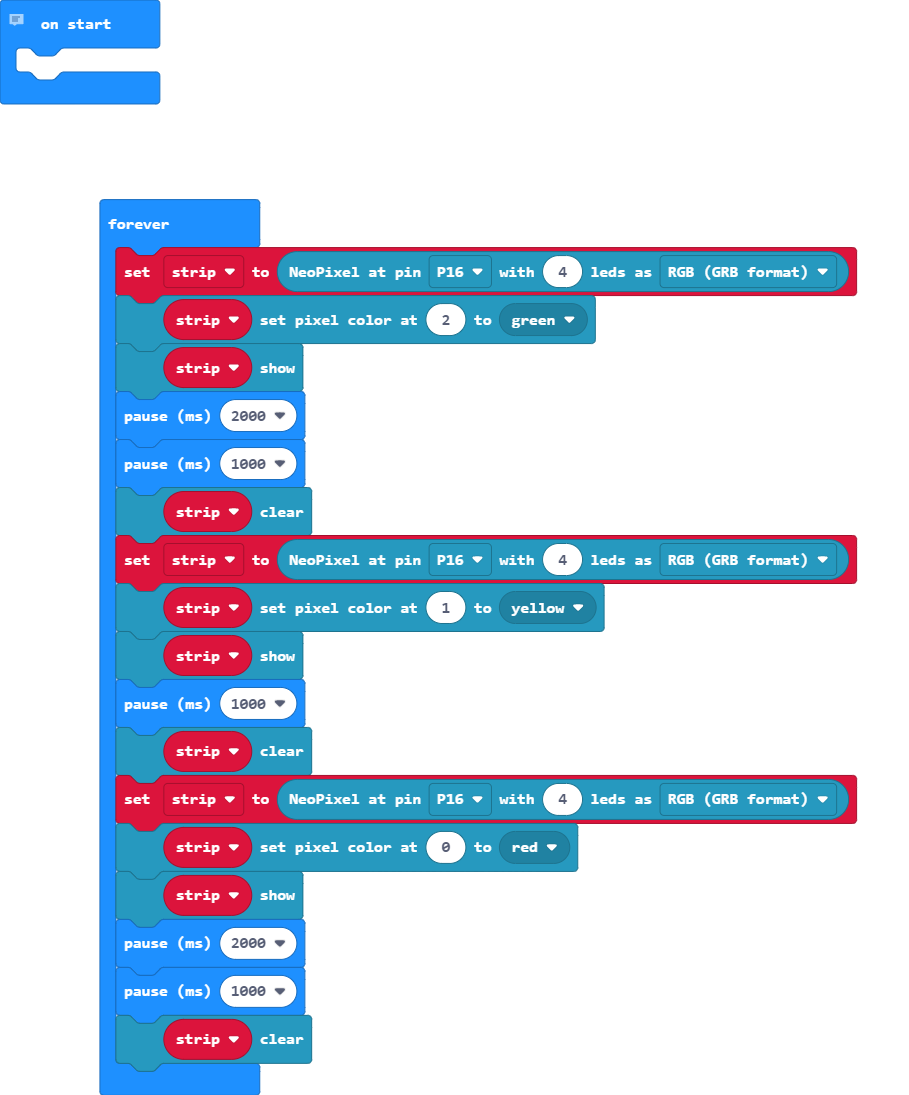 on start
forever
set strip to NeoPixel at pin P16 with 4 leds as RGB (GRB format)
strip set pixel color at 2 to green
strip show
pause (ms) 2000
pause (ms) 1000
strip clear
set strip to NeoPixel at pin P16 with 4 leds as RGB (GRB format)
strip set pixel color at 1 to yellow
strip show
pause (ms) 1000
strip clear
set strip to NeoPixel at pin P16 with 4 leds as RGB (GRB format)
strip set pixel color at 0 to red
strip show
pause (ms) 2000
pause (ms) 1000
strip clear